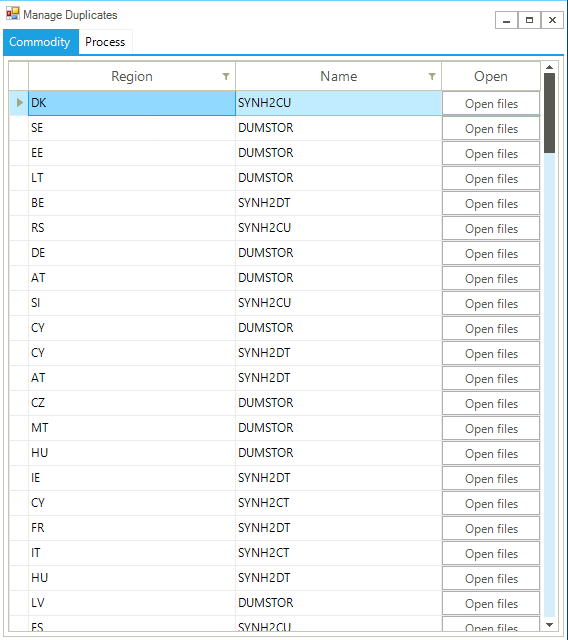 Manage Duplicates
Commodity Process
Region Name Open
DK SYNH2CU Open files
SE DUMSTOR Open files
EE DUMSTOR Open files
LT DUMSTOR Open files
BE SYNH2DT Open files
RS SYNH2CU Open files
DE DUMSTOR Open files
AT DUMSTOR Open files
SI SYNH2CU Open files
CY DUMSTOR Open files
CY SYNH2DT Open files
AT SYNH2DT Open files
CZ DUMSTOR Open files
MT DUMSTOR Open files
HU DUMSTOR Open files
IE SYNH2DT Open files
CY SYNH2CT Open files
FR SYNH2DT Open files
IT SYNH2CT Open files
HU SYNH2DT Open files
LV DUMSTOR Open files
ES SYNH2CU Open files